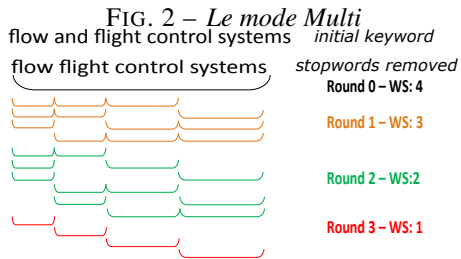 FIG. 2 – Le mode Multi
flow and flight control systems initial keyword
flow flight control systems stopwords removed
Round 0 – WS: 4
Round 1 – WS: 3
Round 2 – WS:2
Round 3 – WS: 1